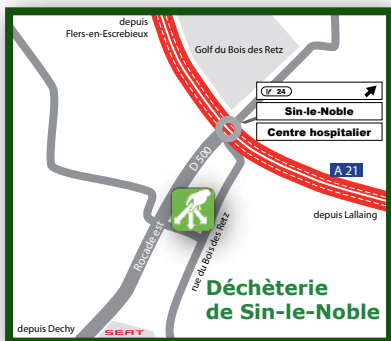 depuis
Flers-en-Escrebieux
Golf du Bois des Retz
24
Sin-le-Noble
Centre hospitalier
A 21
D 500
depuis Lallaing
Rocade est
rue du Bois des Retz
Déchèterie
de Sin-le-Noble
depuis Dechy
SEAT